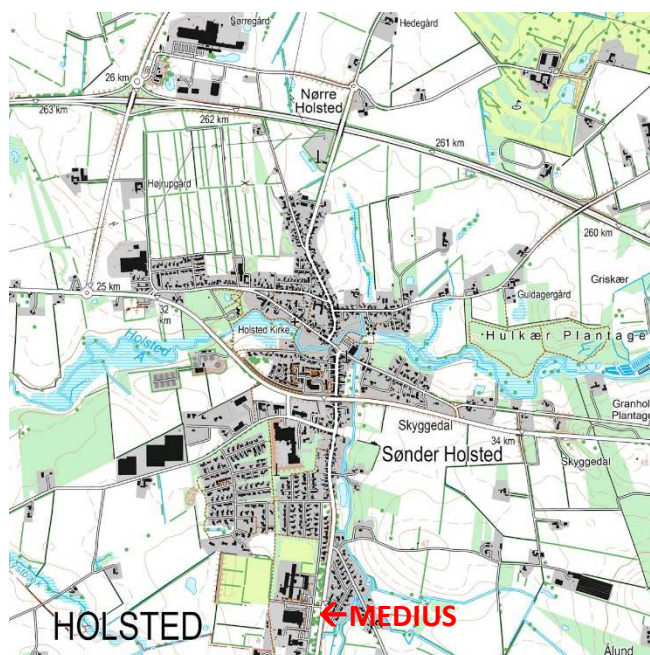 Nørregård
Hedegård
26 km
Nørre
Holsted
263 km
262 km
261 km
Højrupgård
260 km
25 km
32
km
Guldagergård
Griskær
Holsted
Å
Holsted Kirke
Hulkær Plantage
Skyggedal
34 km
Sønder Holsted
Skyggedal
HOLSTED
←MEDIUS
Ålund